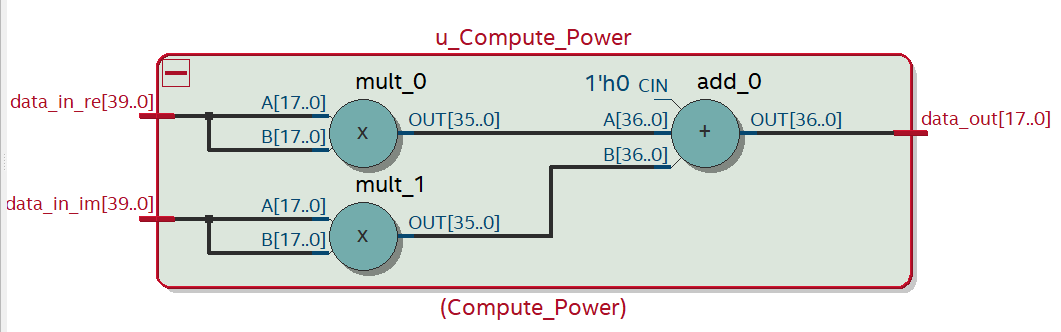 u_Compute_Power
mult_0
1'h0 CIN
add_0
data_in_re[39..0]
A[17..0]
OUT[35..0]
A[36..0]
OUT[36..0]
data_out[17..0]
x
+
B[17..0]
B[36..0]
mult_1
data_in_im[39..0]
A[17..0]
OUT[35..0]
x
B[17..0]
(Compute_Power)